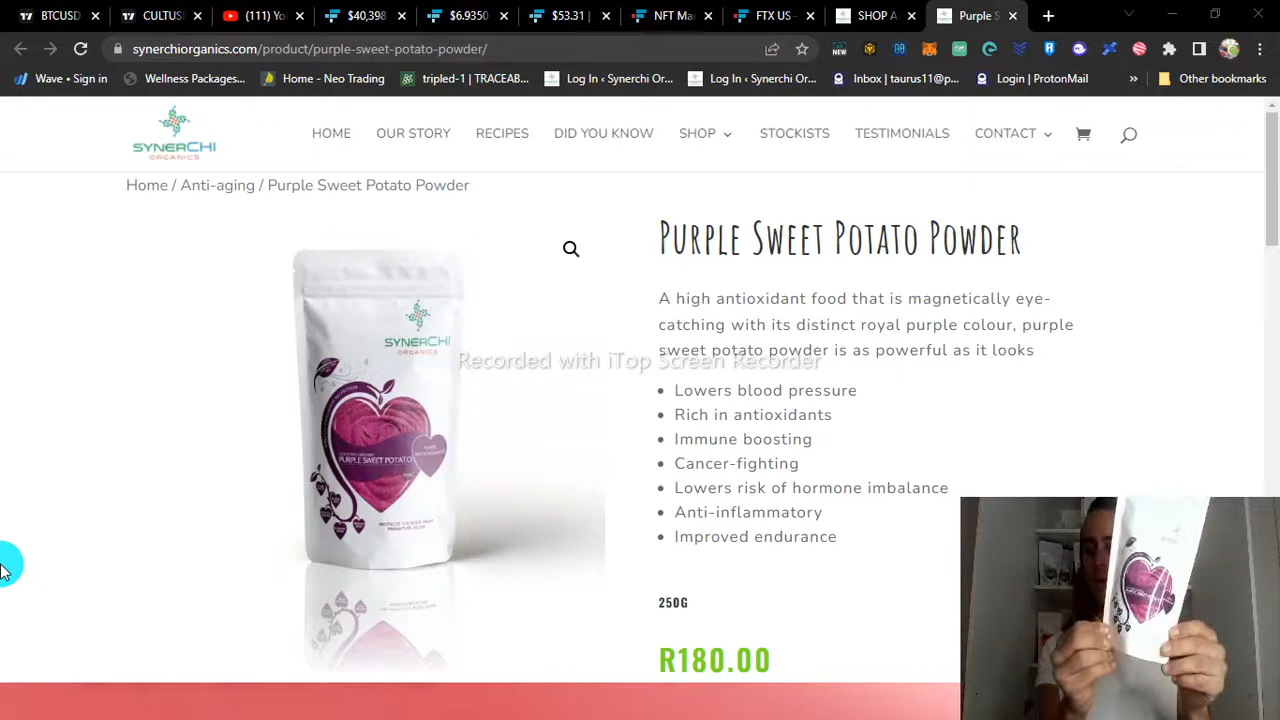 BTCUSD
CULTUS
(111) Yo
$40,398
$6.9350
$53.31
NFT Ma
FTX US -
SHOP A
Purple S
synerchiorganics.com/product/purple-sweet-potato-powder/
NEW
Wave • Sign in
Wellness Packages...
Home - Neo Trading
tripled-1 | TRACEAB...
Log In ‹ Synerchi Or...
Log In ‹ Synerchi Or...
Inbox | taurus11@p...
Login | ProtonMail
»
Other bookmarks
SYNERCHI
ORGANICS
HOME
OUR STORY
RECIPES
DID YOU KNOW
SHOP
STOCKISTS
TESTIMONIALS
CONTACT
Home / Anti-aging / Purple Sweet Potato Powder
Purple Sweet Potato Powder
A high antioxidant food that is magnetically eye-
catching with its distinct royal purple colour, purple
sweet potato powder is as powerful as it looks
Recorded with iTop Screen Recorder
• Lowers blood pressure
• Rich in antioxidants
• Immune boosting
• Cancer-fighting
• Lowers risk of hormone imbalance
• Anti-inflammatory
• Improved endurance
250G
R180.00
SYNERCHI
ORGANICS
PURPLE SWEET POTATO